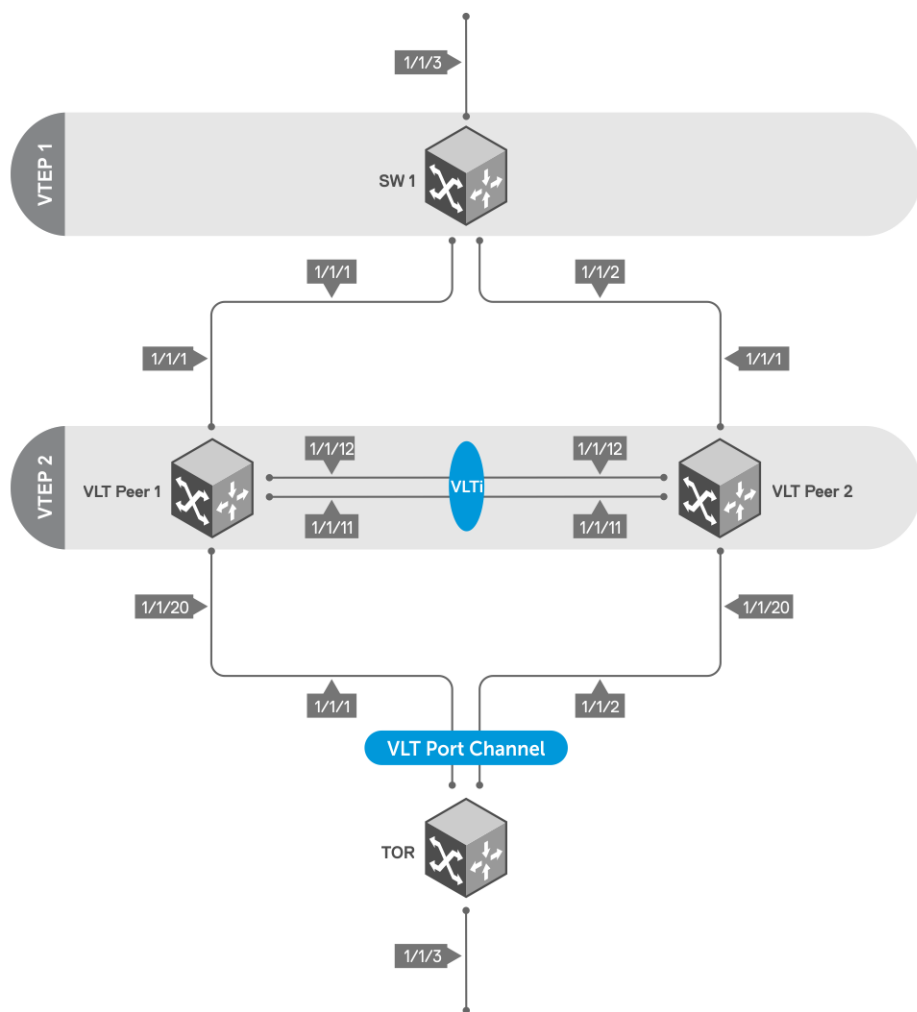 1/1/3
VTEP 1
SW 1
1/1/1
1/1/2
1/1/1
1/1/1
VTEP 2
1/1/12
1/1/12
VLT Peer 1
VLTi
VLT Peer 2
1/1/11
1/1/11
1/1/20
1/1/20
1/1/1
1/1/2
VLT Port Channel
TOR
1/1/3